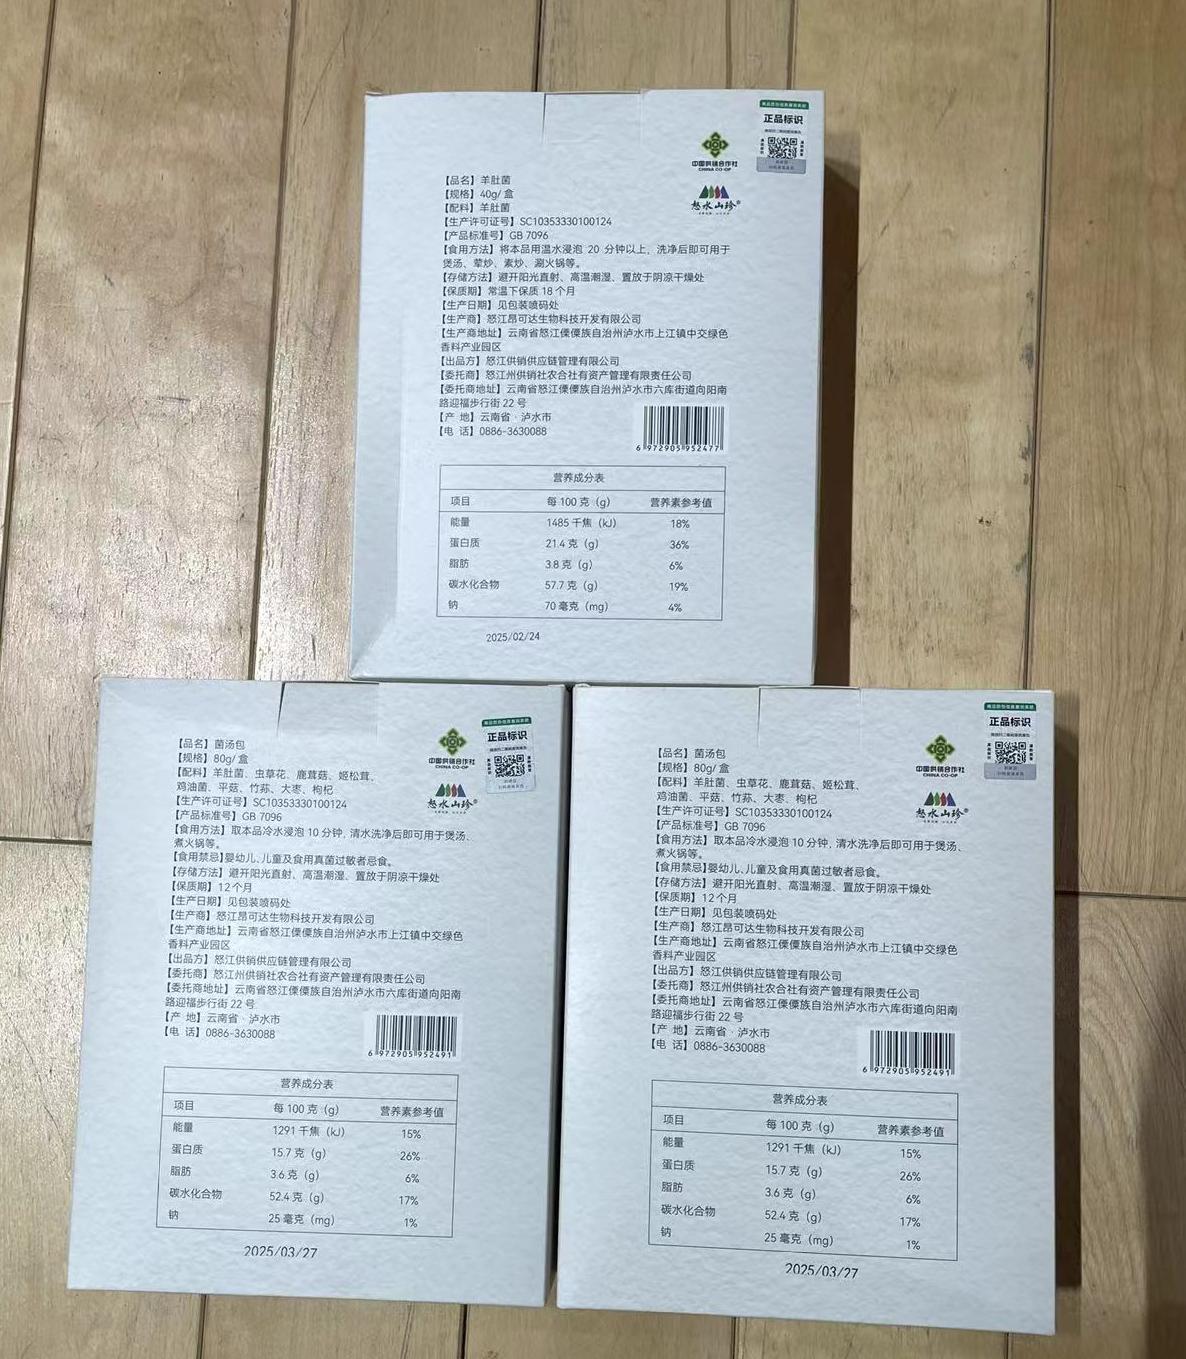 正品标识
中国供销合作社
CHINA CO-OP
怒水山珍®
【品名】羊肚菌
【规格】40g/ 盒
【配料】羊肚菌
【生产许可证号】SC10353330100124
【产品标准号】GB 7096
【食用方法】将本品用温水浸泡 20 分钟以上, 洗净后即可用于
煲汤、荤炒、素炒、涮火锅等。
【存储方法】避开阳光直射、高温潮湿、置放于阴凉干燥处
【保质期】常温下保质 18 个月
【生产日期】见包装喷码处
【生产商】怒江昂可达生物科技开发有限公司
【生产商地址】云南省怒江傈僳族自治州泸水市上江镇中交绿色
香料产业园区
【出品方】怒江供销供应链管理有限公司
【委托商】怒江州供销社农合社有资产管理有限责任公司
【委托商地址】云南省怒江傈僳族自治州泸水市六库街道向阳南
路迎福步行街 22 号
【产 地】云南省 · 泸水市
【电 话】0886-3630088
6 972905 952477
营养成分表
项目 每 100 克 (g) 营养素参考值
能量 1485 千焦 (kJ) 18%
蛋白质 21.4 克 (g) 36%
脂肪 3.8 克 (g) 6%
碳水化合物 57.7 克 (g) 19%
钠 70 毫克 (mg) 4%
2025/02/24
正品标识
中国供销合作社
CHINA CO-OP
怒水山珍®
【品名】菌汤包
【规格】80g/ 盒
【配料】羊肚菌、虫草花、鹿茸菇、姬松茸、
鸡油菌、平菇、竹荪、大枣、枸杞
【生产许可证号】SC10353330100124
【产品标准号】GB 7096
【食用方法】取本品冷水浸泡 10 分钟, 清水洗净后即可用于煲汤、
煮火锅等。
【食用禁忌】婴幼儿、儿童及食用真菌过敏者忌食。
【存储方法】避开阳光直射、高温潮湿、置放于阴凉干燥处
【保质期】12 个月
【生产日期】见包装喷码处
【生产商】怒江昂可达生物科技开发有限公司
【生产商地址】云南省怒江傈僳族自治州泸水市上江镇中交绿色
香料产业园区
【出品方】怒江供销供应链管理有限公司
【委托商】怒江州供销社农合社有资产管理有限责任公司
【委托商地址】云南省怒江傈僳族自治州泸水市六库街道向阳南
路迎福步行街 22 号
【产 地】云南省 · 泸水市
【电 话】0886-3630088
6 972905 952491
营养成分表
项目 每 100 克 (g) 营养素参考值
能量 1291 千焦 (kJ) 15%
蛋白质 15.7 克 (g) 26%
脂肪 3.6 克 (g) 6%
碳水化合物 52.4 克 (g) 17%
钠 25 毫克 (mg) 1%
2025/03/27
正品标识
中国供销合作社
CHINA CO-OP
怒水山珍®
【品名】菌汤包
【规格】80g/ 盒
【配料】羊肚菌、虫草花、鹿茸菇、姬松茸、
鸡油菌、平菇、竹荪、大枣、枸杞
【生产许可证号】SC10353330100124
【产品标准号】GB 7096
【食用方法】取本品冷水浸泡 10 分钟, 清水洗净后即可用于煲汤、
煮火锅等。
【食用禁忌】婴幼儿、儿童及食用真菌过敏者忌食。
【存储方法】避开阳光直射、高温潮湿、置放于阴凉干燥处
【保质期】12 个月
【生产日期】见包装喷码处
【生产商】怒江昂可达生物科技开发有限公司
【生产商地址】云南省怒江傈僳族自治州泸水市上江镇中交绿色
香料产业园区
【出品方】怒江供销供应链管理有限公司
【委托商】怒江州供销社农合社有资产管理有限责任公司
【委托商地址】云南省怒江傈僳族自治州泸水市六库街道向阳南
路迎福步行街 22 号
【产 地】云南省 · 泸水市
【电 话】0886-3630088
6 972905 952491
营养成分表
项目 每 100 克 (g) 营养素参考值
能量 1291 千焦 (kJ) 15%
蛋白质 15.7 克 (g) 26%
脂肪 3.6 克 (g) 6%
碳水化合物 52.4 克 (g) 17%
钠 25 毫克 (mg) 1%
2025/03/27